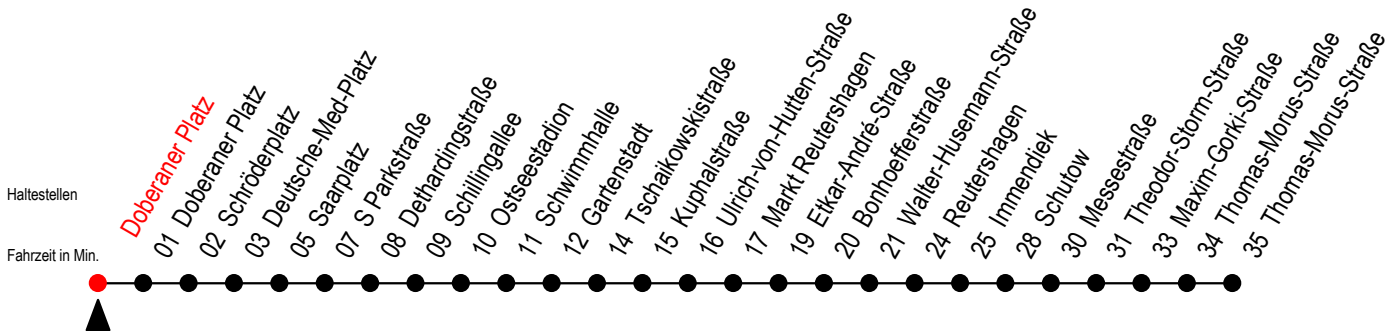 Doberaner Platz
01 Doberaner Platz
02 Schröderplatz
03 Deutsche-Med-Platz
05 Saarplatz
07 S Parkstraße
08 Dethardingstraße
09 Schillingallee
10 Ostseestadion
11 Schwimmhalle
12 Gartenstadt
14 Tschaikowskistraße
15 Kuphalstraße
16 Ulrich-von-Hutten-Straße
17 Markt Reutershagen
19 Etkar-André-Straße
20 Bonhoefferstraße
21 Walter-Husemann-Straße
24 Reutershagen
25 Immendiek
28 Schutow
30 Messestraße
31 Theodor-Storm-Straße
33 Maxim-Gorki-Straße
34 Thomas-Morus-Straße
35 Thomas-Morus-Straße
Haltestellen
Fahrzeit in Min.